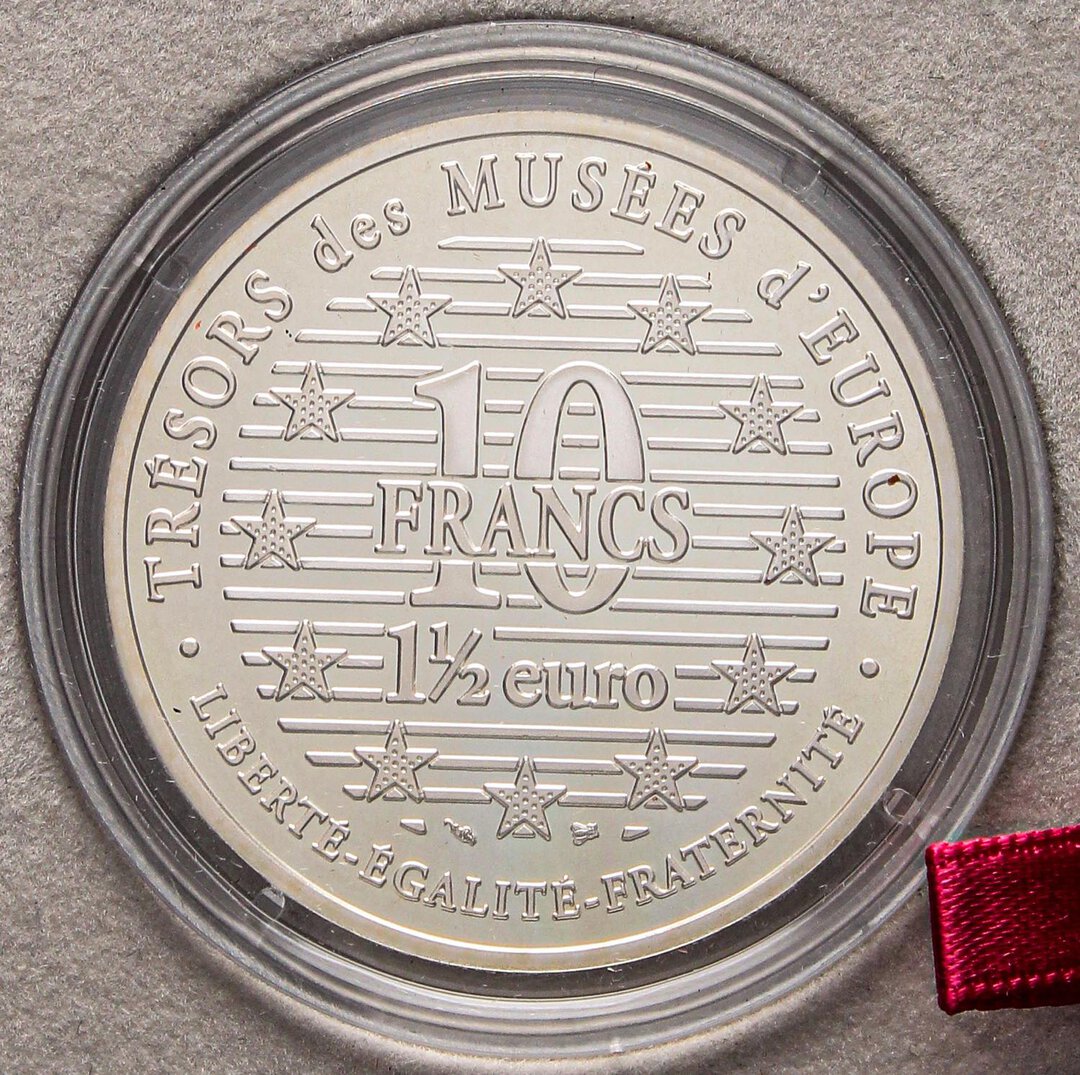 TRÉSORS des MUSÉES d'EUROPE
10
FRANCS
1½ euro
• LIBERTÉ-ÉGALITÉ-FRATERNITÉ •